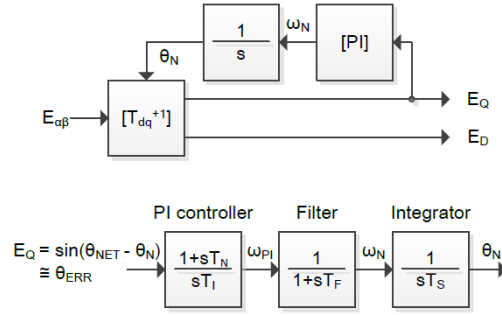 ω_N
1
s
[PI]
θ_N
E_αβ
[T_dq^+1]
E_Q
E_D
PI controller
Filter
Integrator
E_Q = sin(θ_NET - θ_N)
≅ θ_ERR
1+sT_N
sT_I
ω_PI
1
1+sT_F
ω_N
1
sT_S
θ_N